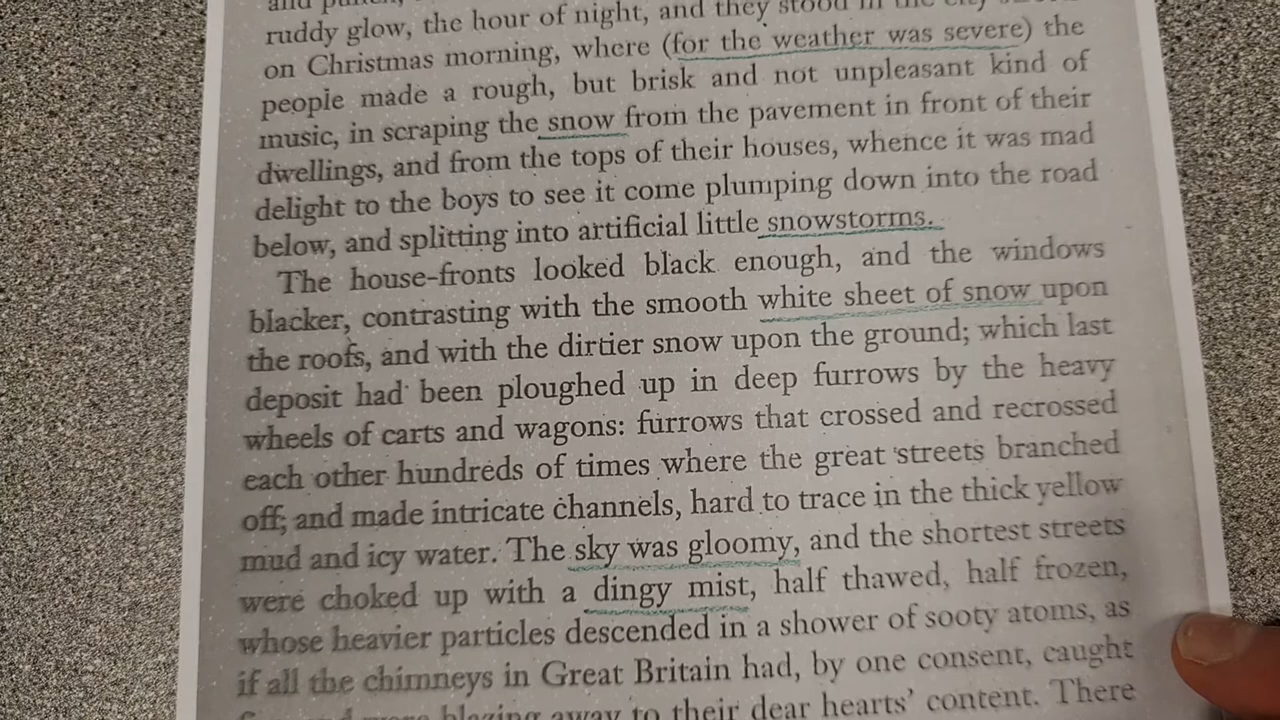 ruddy glow, the hour of night, and they stood in the city
on Christmas morning, where (for the weather was severe) the
people made a rough, but brisk and not unpleasant kind of
music, in scraping the snow from the pavement in front of their
dwellings, and from the tops of their houses, whence it was mad
delight to the boys to see it come plumping down into the road
below, and splitting into artificial little snowstorms.
The house-fronts looked black enough, and the windows
blacker, contrasting with the smooth white sheet of snow upon
the roofs, and with the dirtier snow upon the ground; which last
deposit had been ploughed up in deep furrows by the heavy
wheels of carts and wagons: furrows that crossed and recrossed
each other hundreds of times where the great streets branched
off; and made intricate channels, hard to trace in the thick yellow
mud and icy water. The sky was gloomy, and the shortest streets
were choked up with a dingy mist, half thawed, half frozen,
whose heavier particles descended in a shower of sooty atoms, as
if all the chimneys in Great Britain had, by one consent, caught
blazing away to their dear hearts' content. There